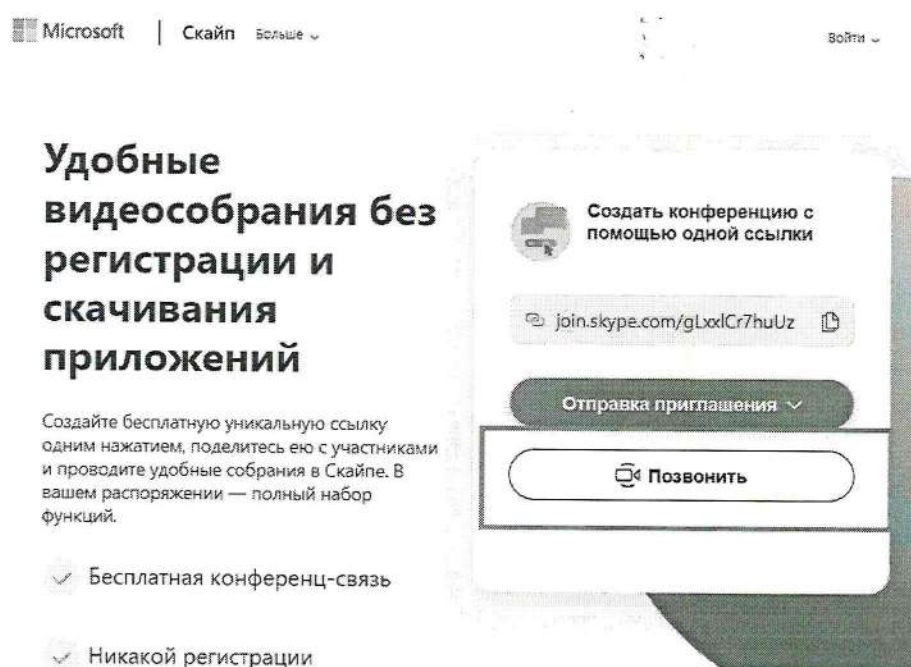 Microsoft | Скайп Больше
Войти
Удобные
видеособрания без
регистрации и
скачивания
приложений
Создайте бесплатную уникальную ссылку
одним нажатием, поделитесь ею с участниками
и проводите удобные собрания в Скайпе. В
вашем распоряжении — полный набор
функций.
Бесплатная конференц-связь
Никакой регистрации
Создать конференцию с
помощью одной ссылки
join.skype.com/gLxxlCr7huUz
Отправка приглашения
Позвонить